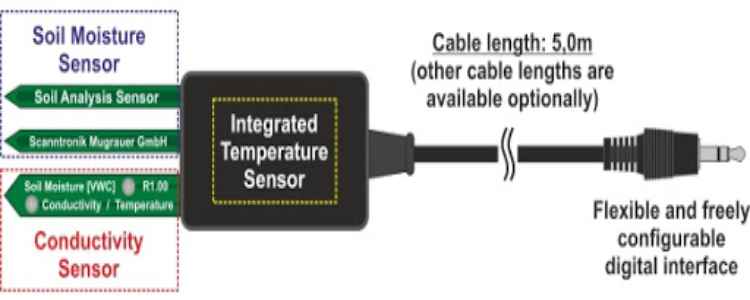 Soil Moisture
Sensor
Soil Analysis Sensor
Scanntronik Mugrauer GmbH
Soil Moisture [VWC] R1.00
Conductivity / Temperature
Conductivity
Sensor
Integrated
Temperature
Sensor
Cable length: 5,0m
(other cable lengths are
available optionally)
Flexible and freely
configurable
digital interface